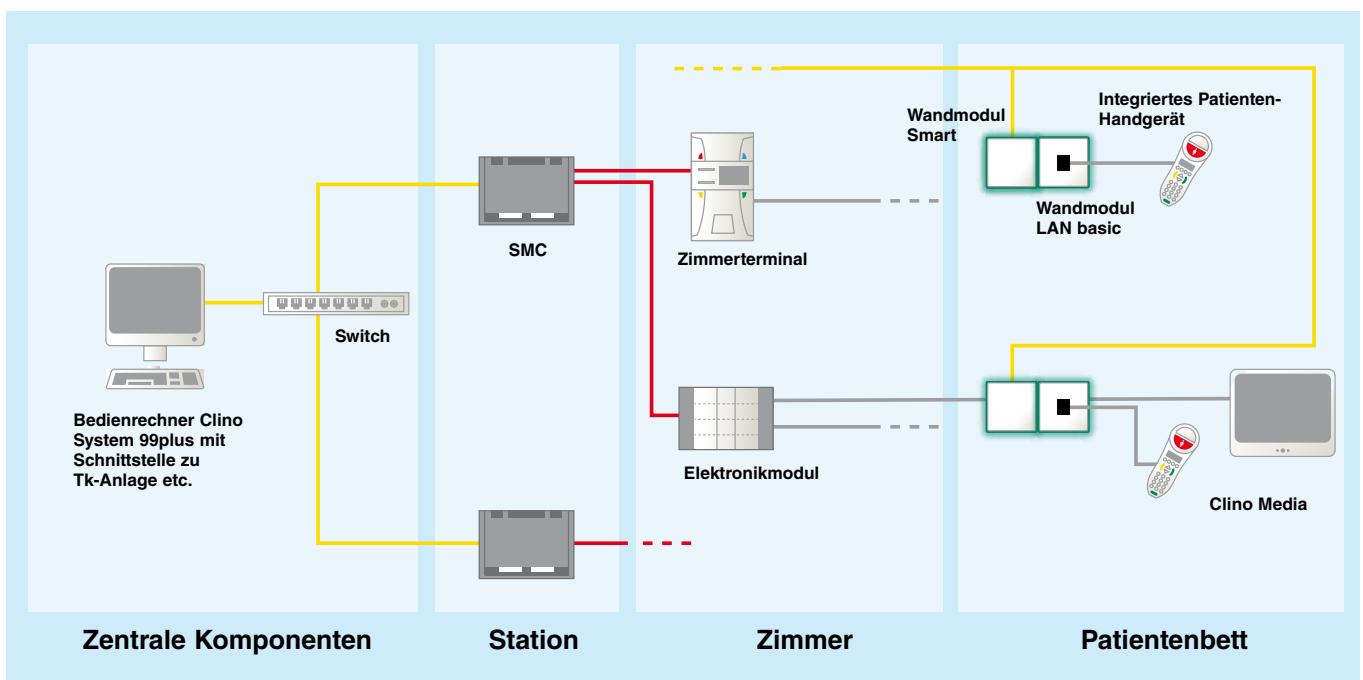 Wandmodul
Smart
Integriertes Patienten-
Handgerät
Wandmodul
LAN basic
SMC
Zimmerterminal
Switch
Bedienrechner Clino
System 99plus mit
Schnittstelle zu
Tk-Anlage etc.
Elektronikmodul
Clino Media
Zentrale Komponenten
Station
Zimmer
Patientenbett